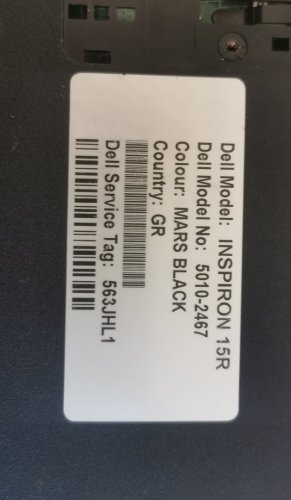 Dell Model: INSPIRON 15R
Dell Model No: 5010-2467
Colour: MARS BLACK
Country: GR
Dell Service Tag: 563JHL1